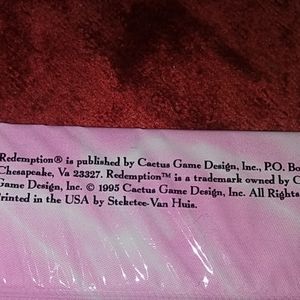 Redemption® is published by Cactus Game Design, Inc., P.O. Bo
Chesapeake, Va 23327. Redemption™ is a trademark owned by C
Game Design, Inc. © 1995 Cactus Game Design, Inc. All Rights
Printed in the USA by Steketee-Van Huis.